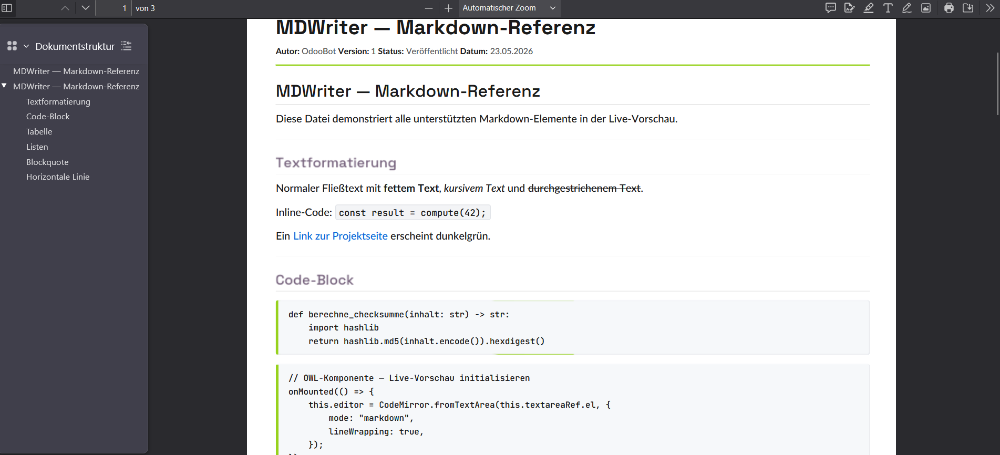 1 von 3
Automatischer Zoom
Dokumentstruktur
MDWriter — Markdown-Referenz
MDWriter — Markdown-Referenz
Textformatierung
Code-Block
Tabelle
Listen
Blockquote
Horizontale Linie
MDWriter — Markdown-Referenz
Autor: OdooBot Version: 1 Status: Veröffentlicht Datum: 23.05.2026
MDWriter — Markdown-Referenz
Diese Datei demonstriert alle unterstützten Markdown-Elemente in der Live-Vorschau.
Textformatierung
Normaler Fließtext mit fettem Text, kursivem Text und durchgestrichenem Text.
Inline-Code: const result = compute(42);
Ein Link zur Projektseite erscheint dunkelgrün.
Code-Block
def berechne_checksumme(inhalt: str) -> str:
    import hashlib
    return hashlib.md5(inhalt.encode()).hexdigest()
// OWL-Komponente — Live-Vorschau initialisieren
onMounted(() => {
    this.editor = CodeMirror.fromTextArea(this.textareaRef.el, {
        mode: "markdown",
        lineWrapping: true,
    });